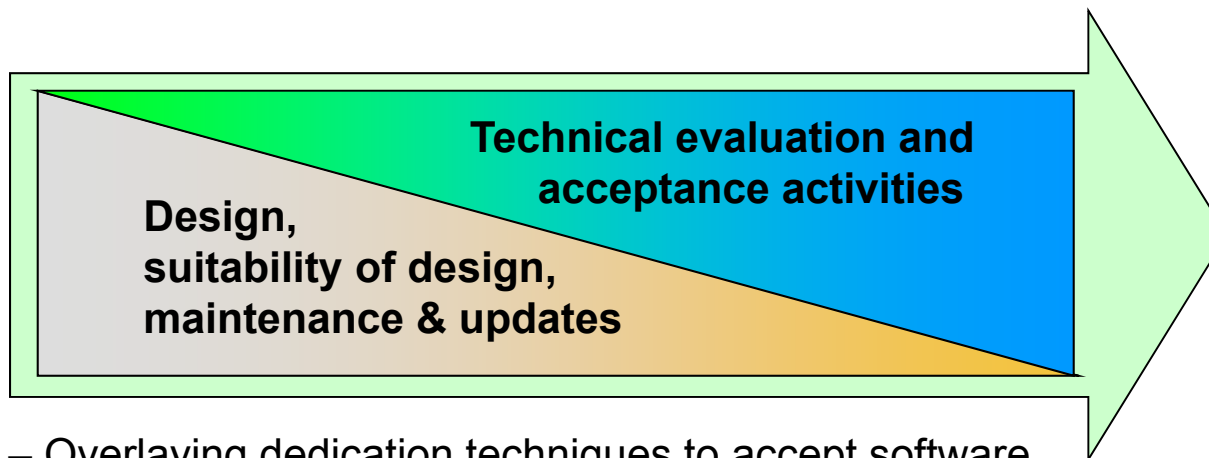 Technical evaluation and
acceptance activities
Design,
suitability of design,
maintenance & updates
– Overlaying dedication techniques to accept software